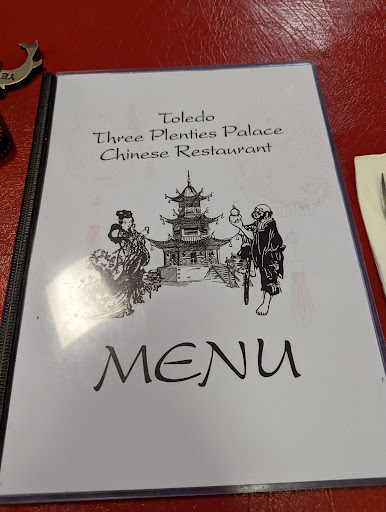 Toledo
Three Plenties Palace
Chinese Restaurant
MENU